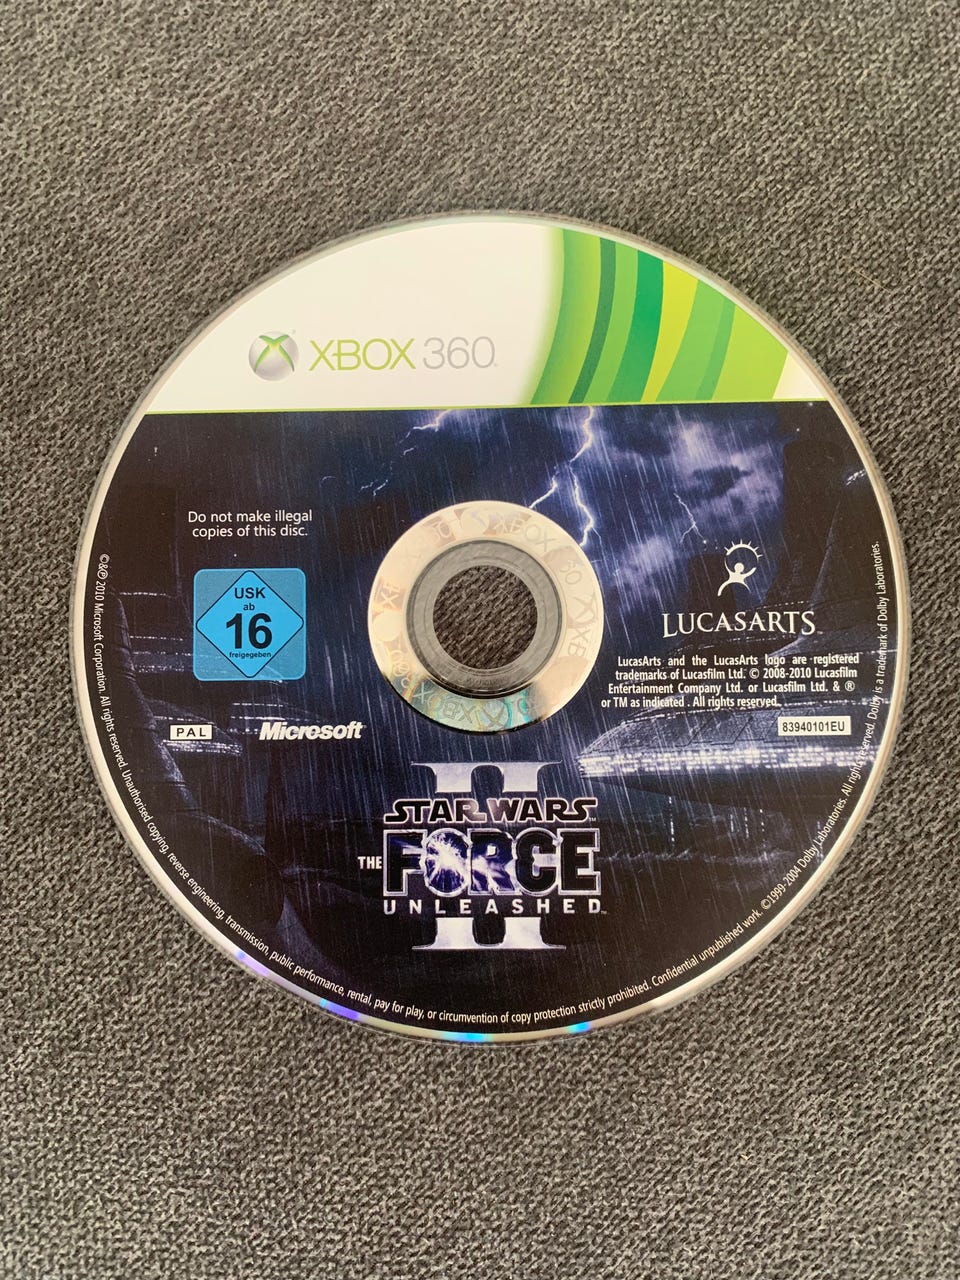 XBOX 360
Do not make illegal
copies of this disc.
USK
ab
16
freigegeben
PAL
Microsoft
LUCASARTS
LucasArts and the LucasArts logo are registered
trademarks of Lucasfilm Ltd. © 2008-2010 Lucasfilm
Entertainment Company Ltd. or Lucasfilm Ltd. & ®
or TM as indicated . All rights reserved.
83940101EU
II
STAR WARS™
THE FORCE
UNLEASHED™
©&℗ 2010 Microsoft Corporation. All rights reserved. Unauthorised copying, reverse engineering, transmission, public performance, rental, pay for play, or circumvention of copy protection strictly prohibited. Confidential unpublished work. ©1999-2004 Dolby Laboratories. All rights reserved. Dolby is a trademark of Dolby Laboratories.